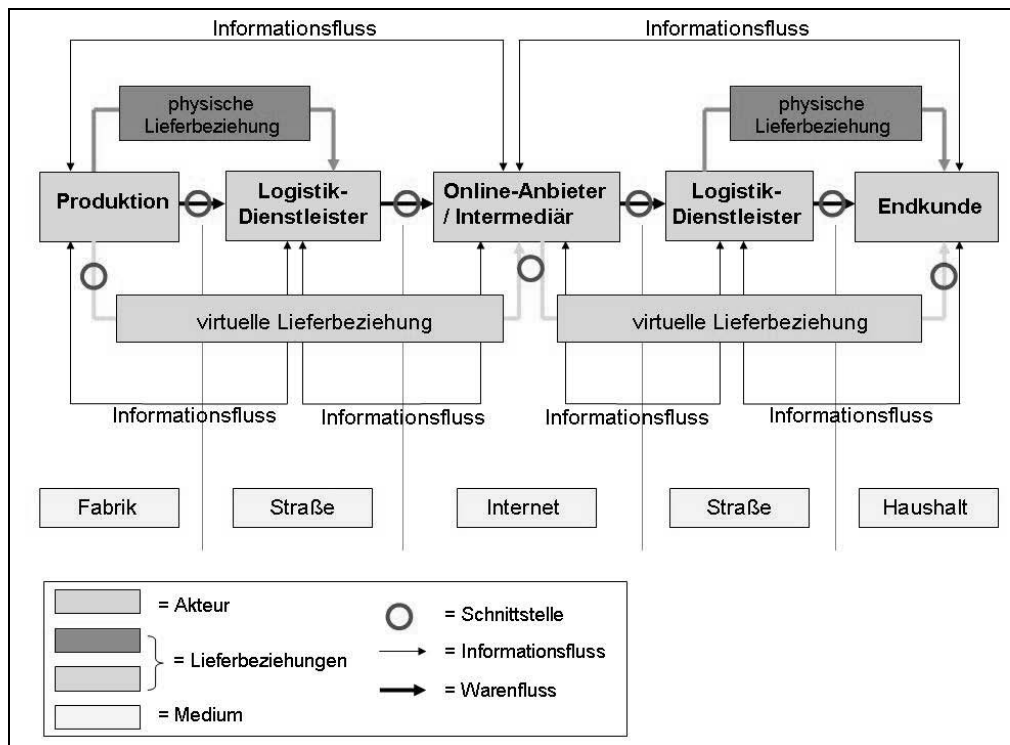 Informationsfluss
Informationsfluss
physische
Lieferbeziehung
physische
Lieferbeziehung
Produktion
Logistik-
Dienstleister
Online-Anbieter
/ Intermediär
Logistik-
Dienstleister
Endkunde
virtuelle Lieferbeziehung
virtuelle Lieferbeziehung
Informationsfluss
Informationsfluss
Informationsfluss
Informationsfluss
Fabrik
Straße
Internet
Straße
Haushalt
= Akteur
= Lieferbeziehungen
= Medium
= Schnittstelle
= Informationsfluss
= Warenfluss